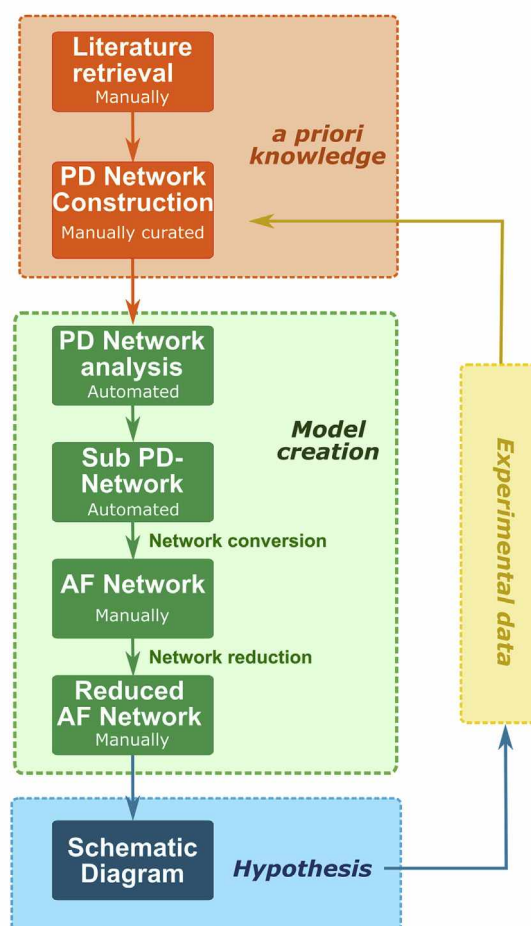 Literature
retrieval
Manually
a priori
knowledge
PD Network
Construction
Manually curated
PD Network
analysis
Automated
Model
creation
Sub PD-
Network
Automated
Network conversion
AF Network
Manually
Network reduction
Reduced
AF Network
Manually
Experimental data
Schematic
Diagram
Hypothesis